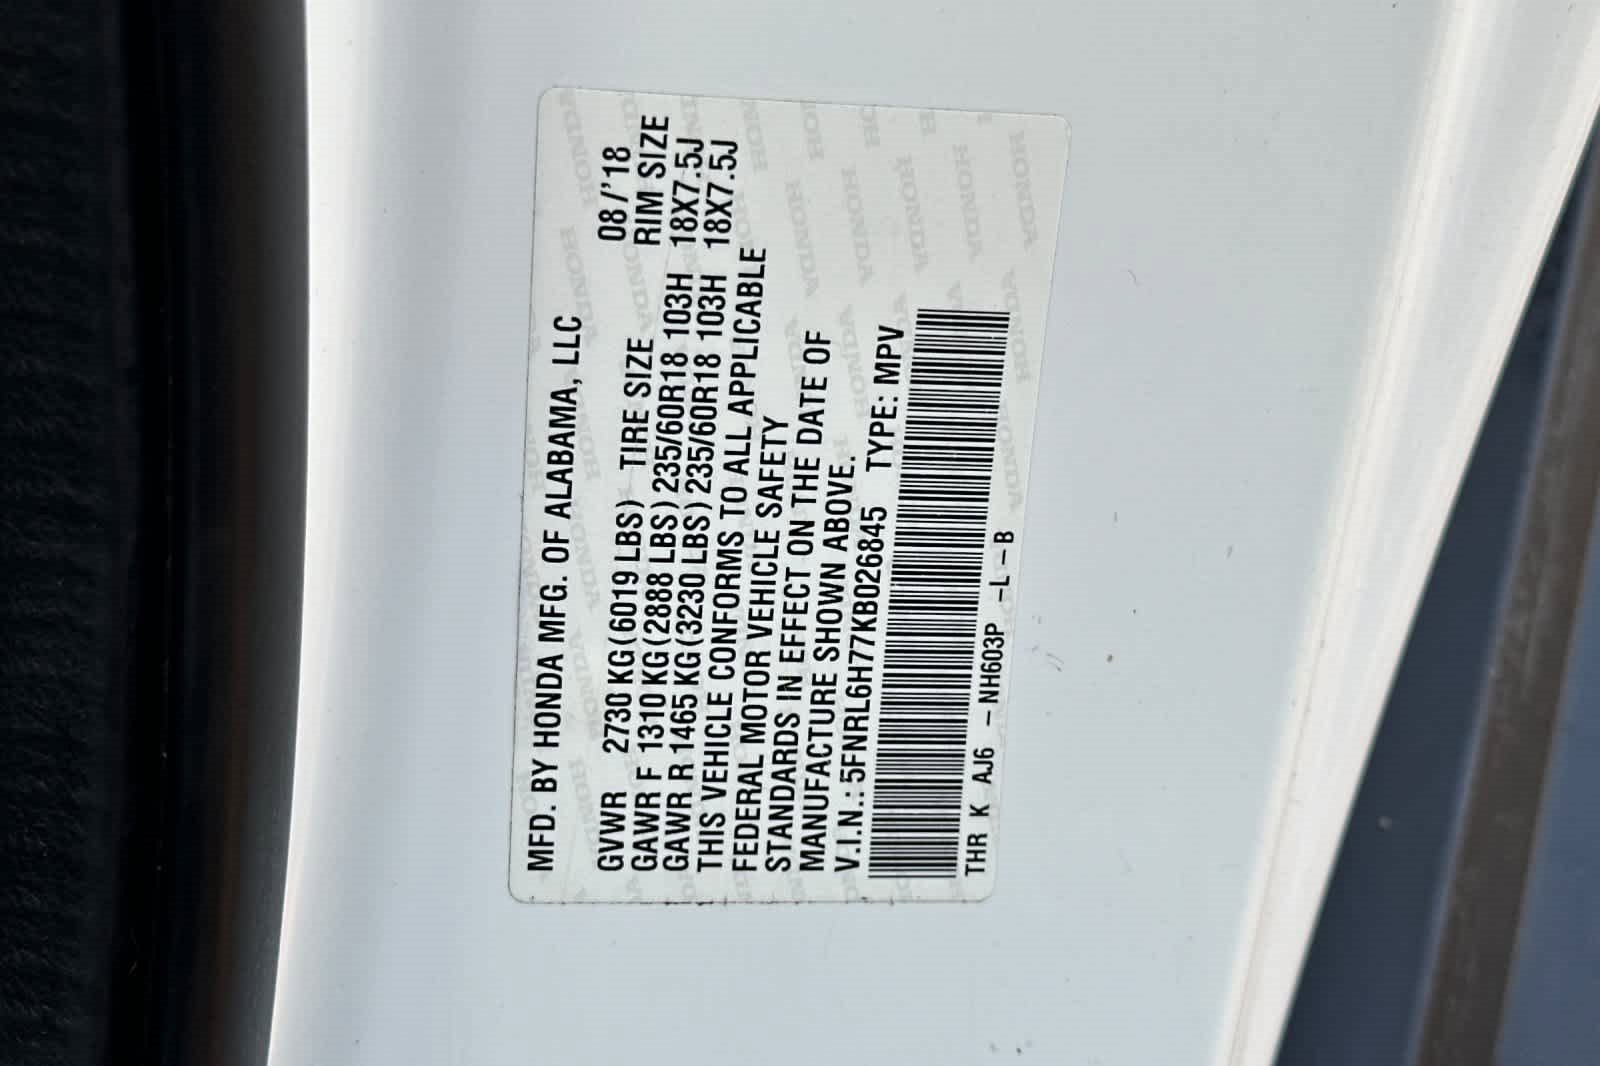 MFD. BY HONDA MFG. OF ALABAMA, LLC
08/'18
GVWR 2730 KG(6019 LBS) TIRE SIZE RIM SIZE
GAWR F 1310 KG(2888 LBS) 235/60R18 103H 18X7.5J
GAWR R 1465 KG(3230 LBS) 235/60R18 103H 18X7.5J
THIS VEHICLE CONFORMS TO ALL APPLICABLE
FEDERAL MOTOR VEHICLE SAFETY
STANDARDS IN EFFECT ON THE DATE OF
MANUFACTURE SHOWN ABOVE.
V.I.N.: 5FNRL6H77KB026845 TYPE: MPV
THR K AJ6 - NH603P -L-B